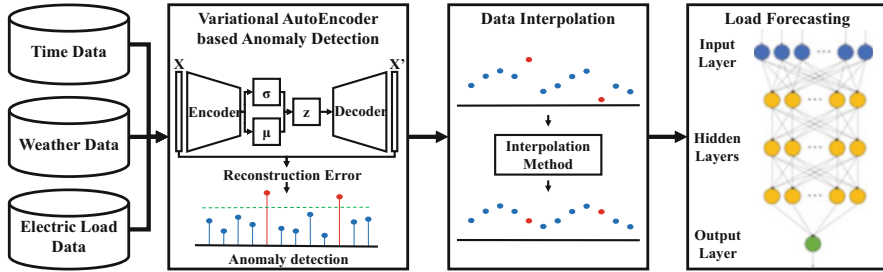 Time Data
Weather Data
Electric Load
Data
Variational AutoEncoder
based Anomaly Detection
X
X'
Encoder
σ
μ
z
Decoder
Reconstruction Error
Anomaly detection
Data Interpolation
Interpolation
Method
Load Forecasting
Input
Layer
Hidden
Layers
Output
Layer